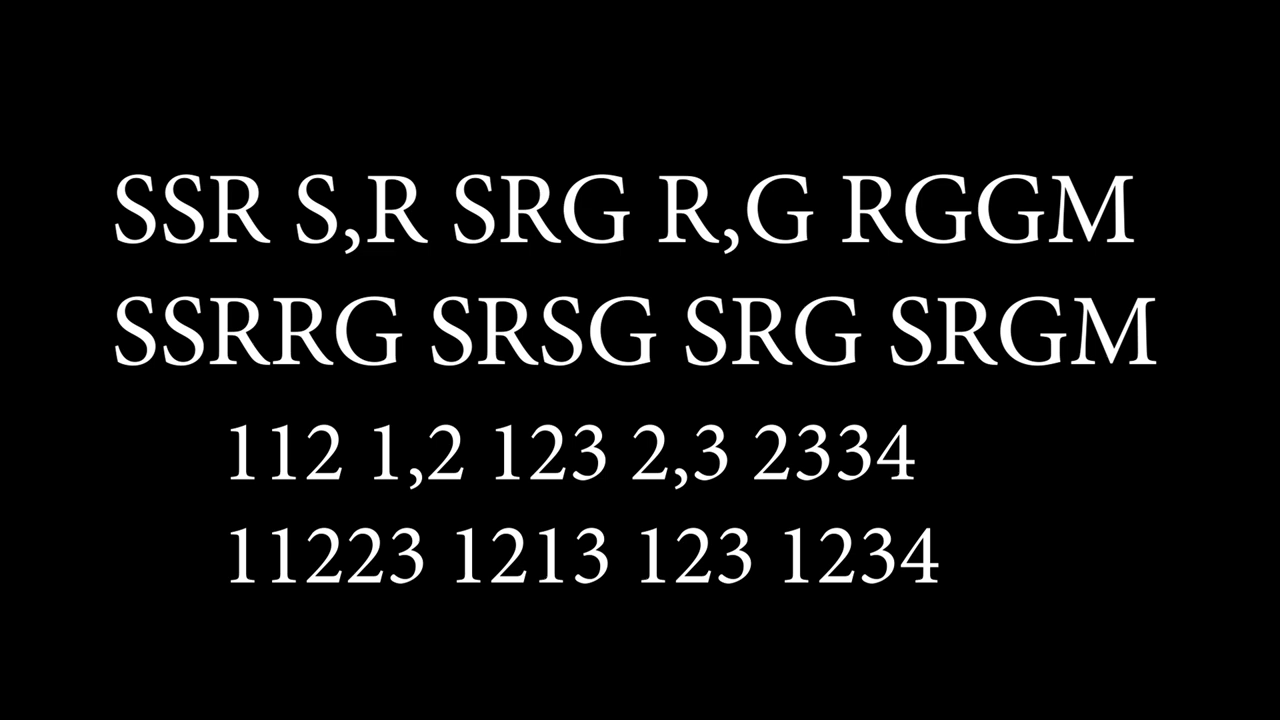 SSR S,R SRG R,G RGGM
SSRRG SRSG SRG SRGM
112 1,2 123 2,3 2334
11223 1213 123 1234